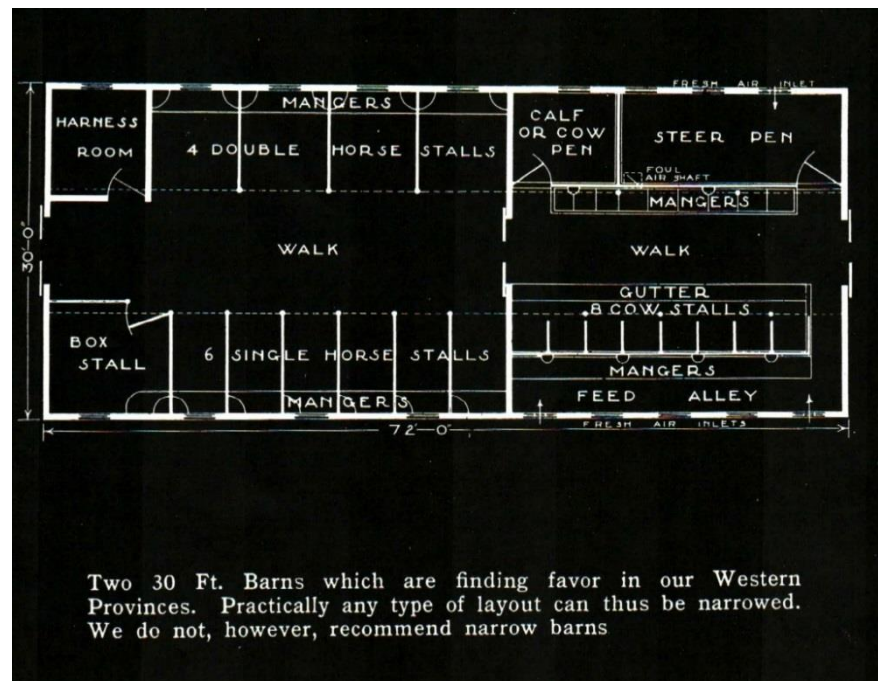 FRESH AIR INLET
MANGERS
HARNESS
ROOM
4 DOUBLE HORSE STALLS
CALF
OR COW
PEN
STEER PEN
FOUL
AIR SHAFT
MANGERS
WALK
WALK
30'-0"
GUTTER
8 COW STALLS
BOX
STALL
6 SINGLE HORSE STALLS
MANGERS
MANGERS
FEED ALLEY
FRESH AIR INLETS
72'-0"
Two 30 Ft. Barns which are finding favor in our Western
Provinces. Practically any type of layout can thus be narrowed.
We do not, however, recommend narrow barns